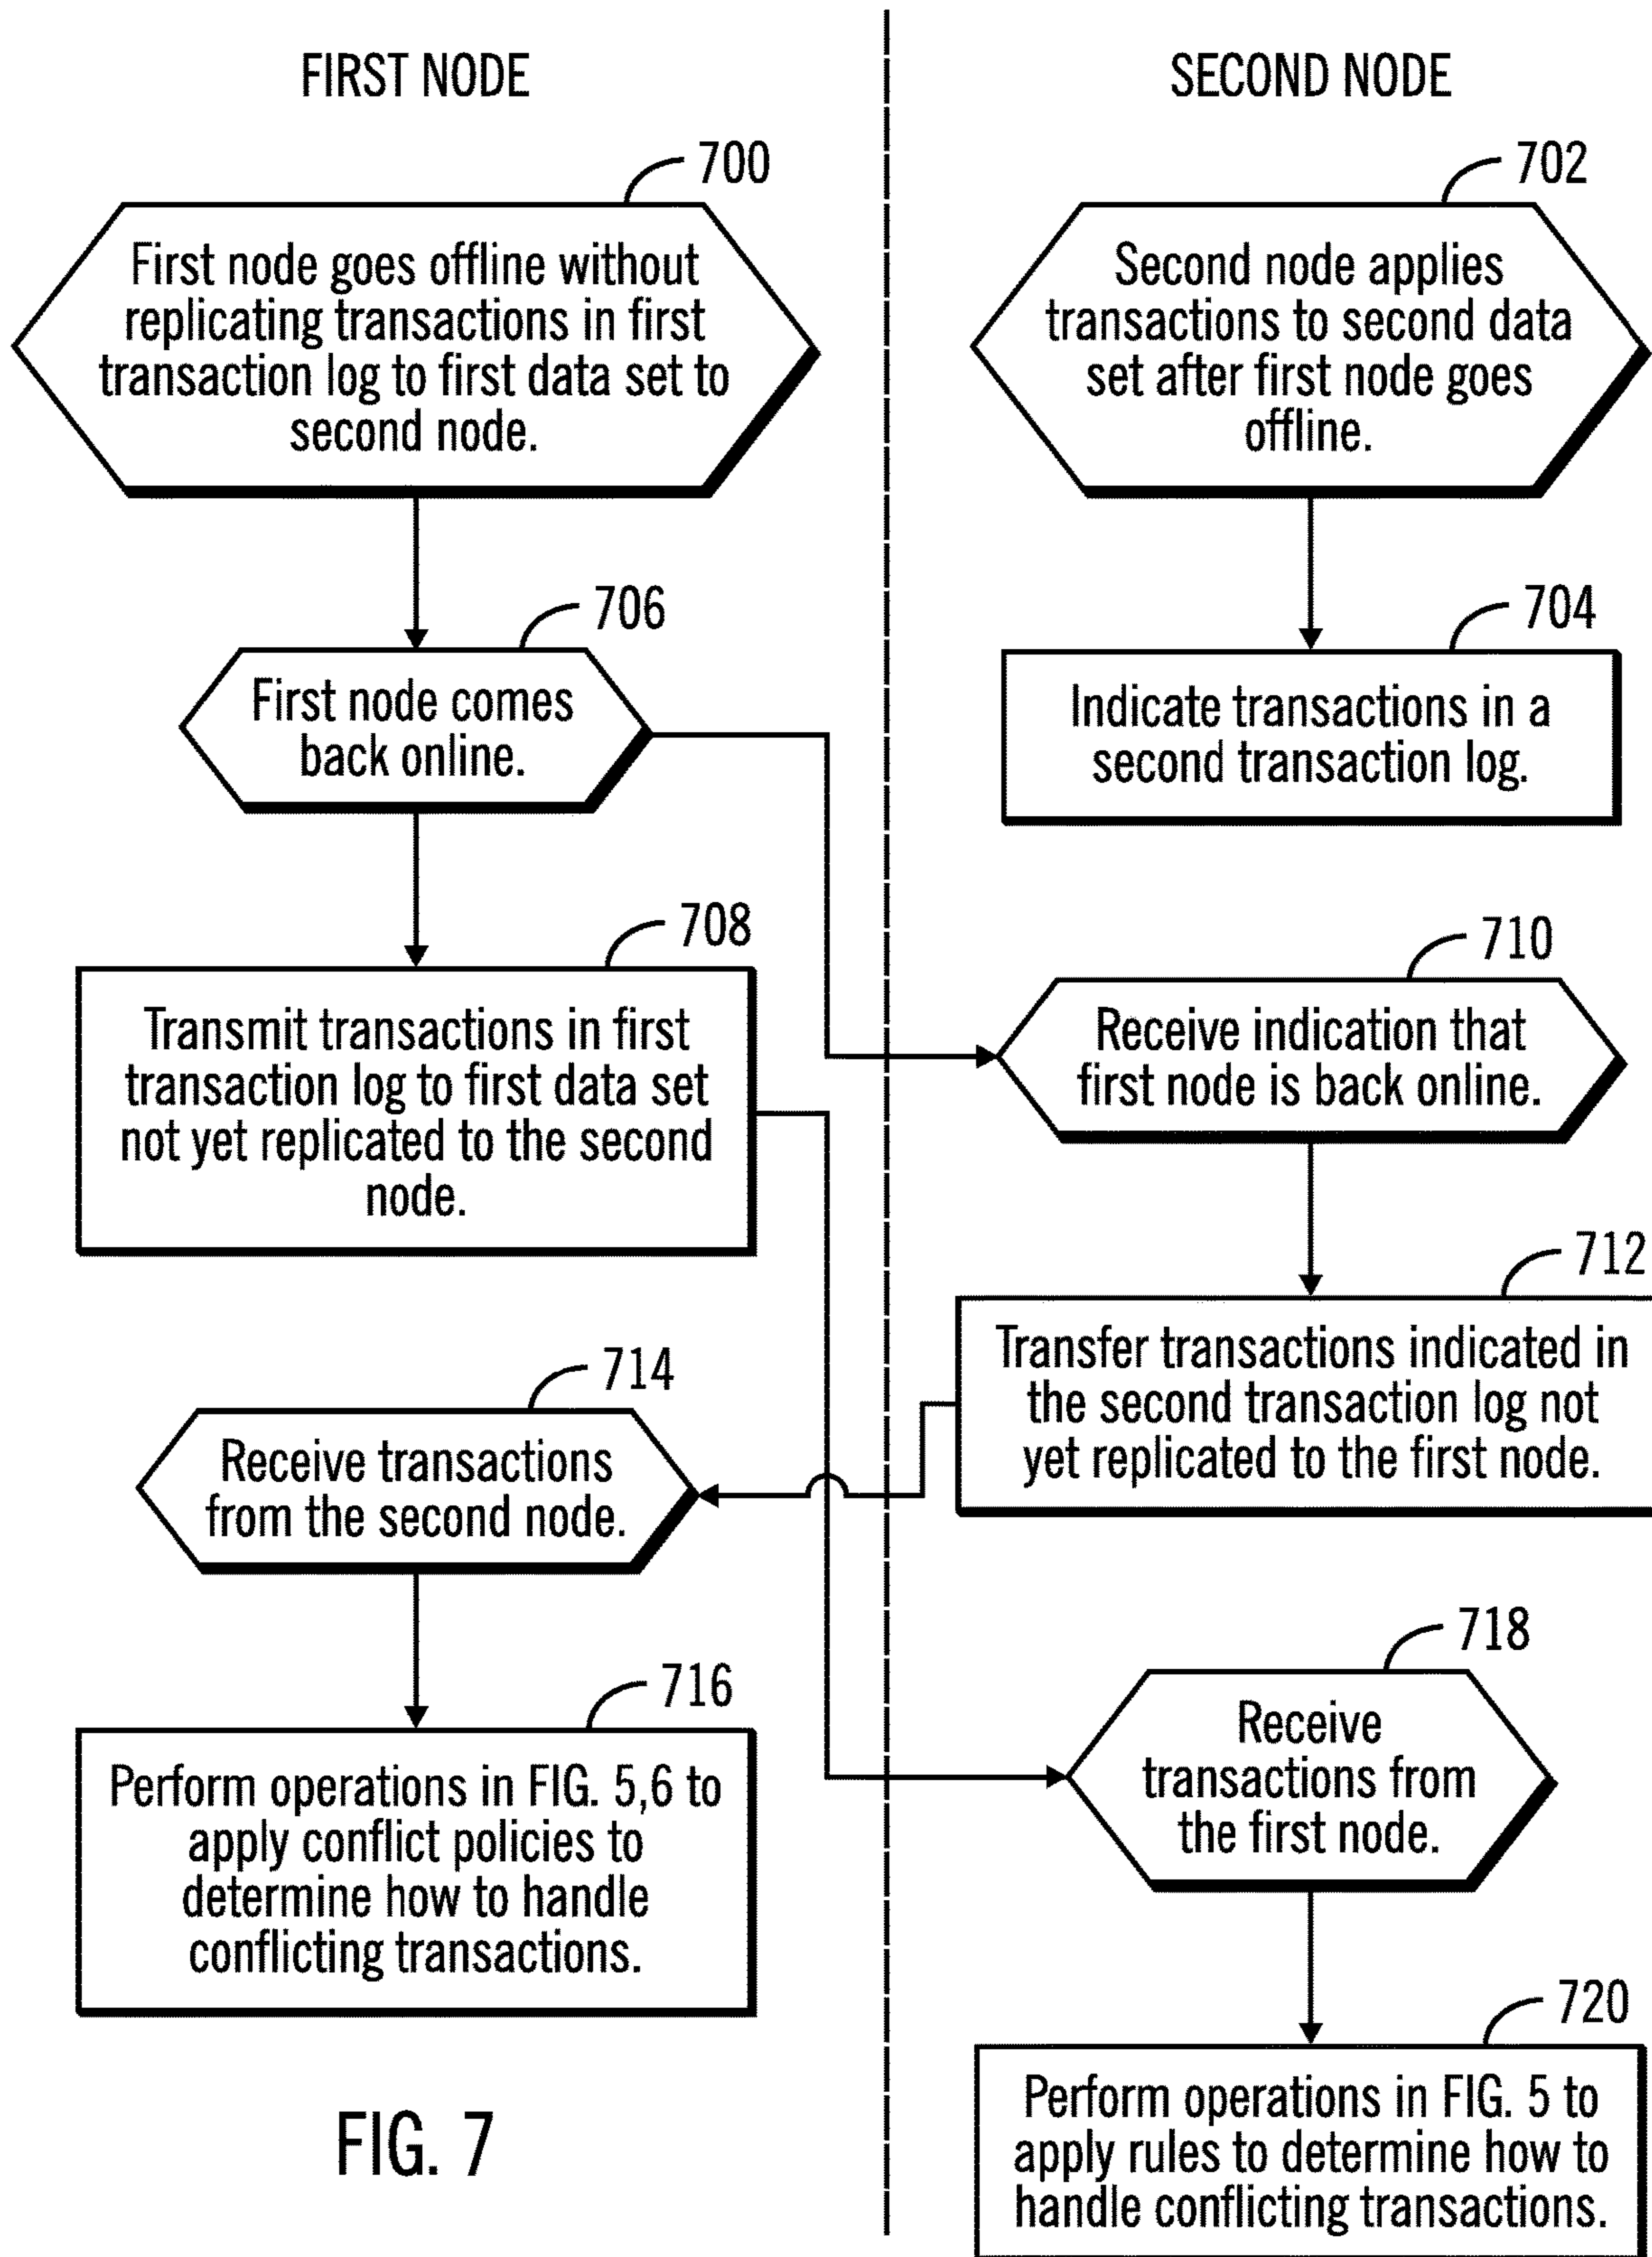 FIRST NODE
SECOND NODE
700
First node goes offline without
replicating transactions in first
transaction log to first data set to
second node.
702
Second node applies
transactions to second data
set after first node goes
offline.
706
First node comes
back online.
704
Indicate transactions in a
second transaction log.
708
Transmit transactions in first
transaction log to first data set
not yet replicated to the second
node.
710
Receive indication that
first node is back online.
712
Transfer transactions indicated in
the second transaction log not
yet replicated to the first node.
714
Receive transactions
from the second node.
718
Receive
transactions from
the first node.
716
Perform operations in FIG. 5,6 to
apply conflict policies to
determine how to handle
conflicting transactions.
720
Perform operations in FIG. 5 to
apply rules to determine how to
handle conflicting transactions.
FIG. 7